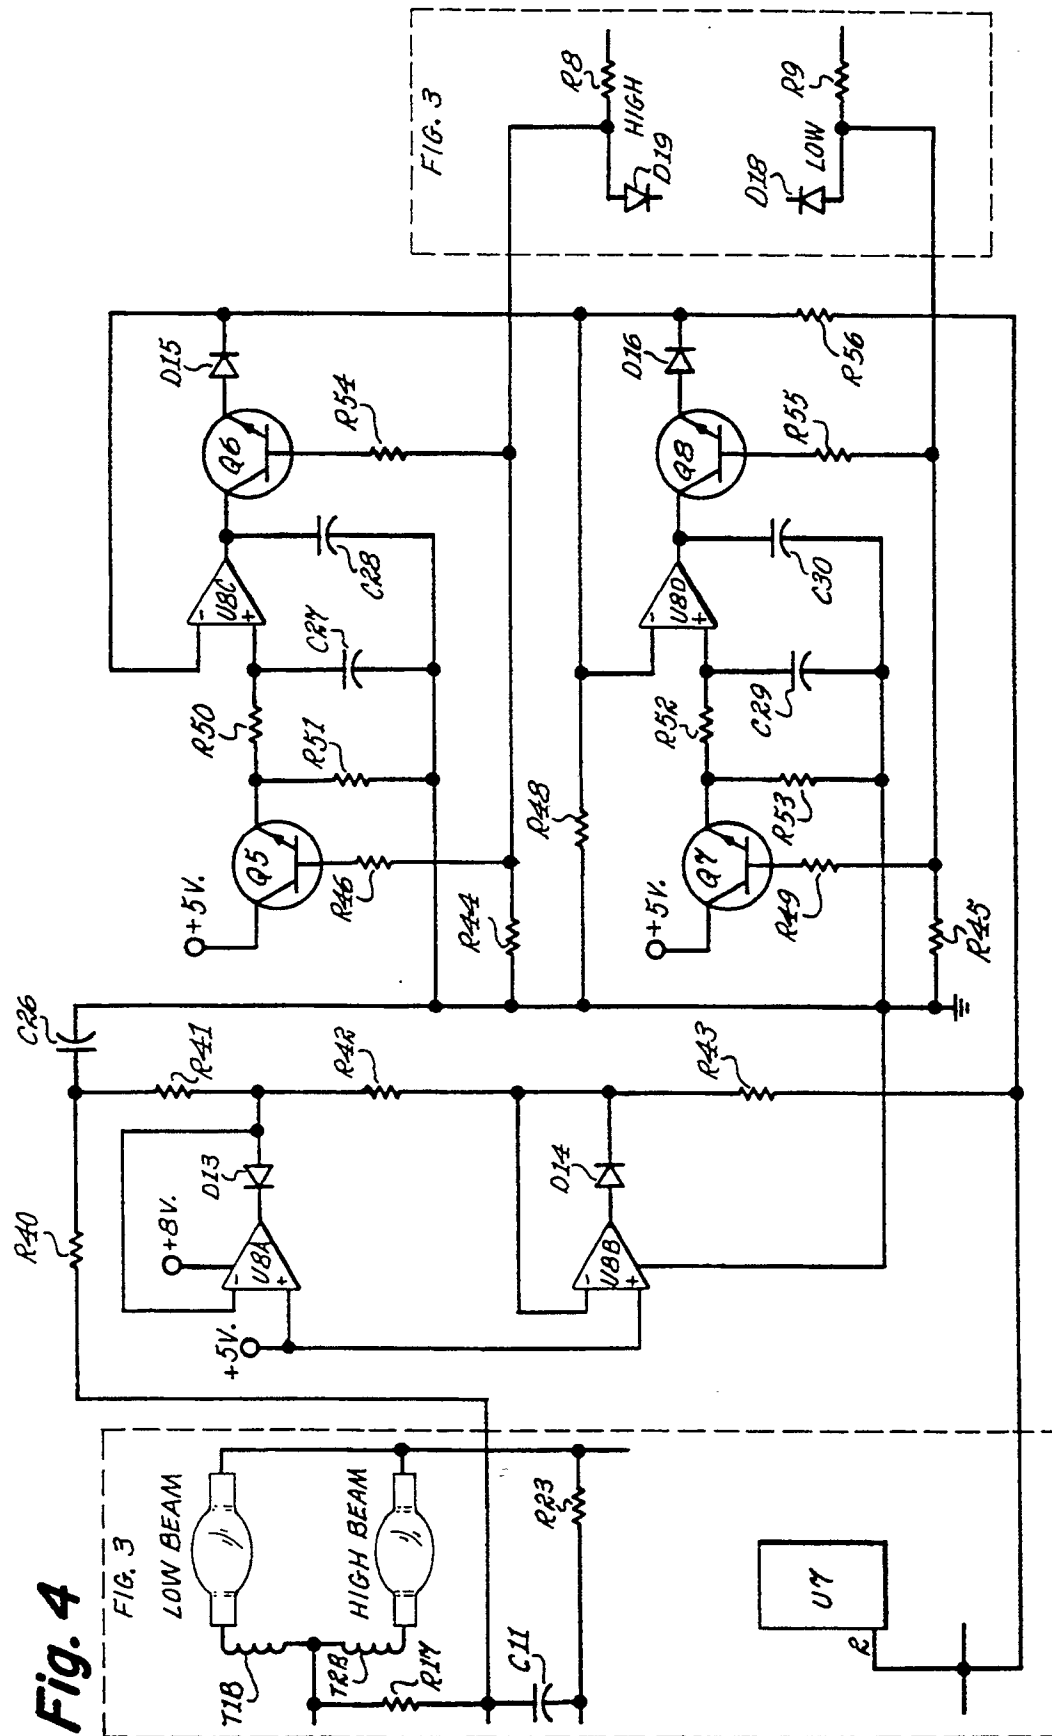 Fig. 4
FIG. 3
LOW BEAM
HIGH BEAM
T1B
T2B
R17
C11
R23
U7
2
R40
C26
+5V.
+8V.
U8A
-
+
D13
R41
R42
U8B
-
+
D14
R43
+5V.
Q5
R46
R44
R50
R51
C27
U8C
-
+
C28
Q6
R54
D15
R48
+5V.
Q7
R49
R45
R52
R53
C29
U8D
-
+
C30
Q8
R55
D16
R56
FIG. 3
R8
HIGH
D19
R9
LOW
D18